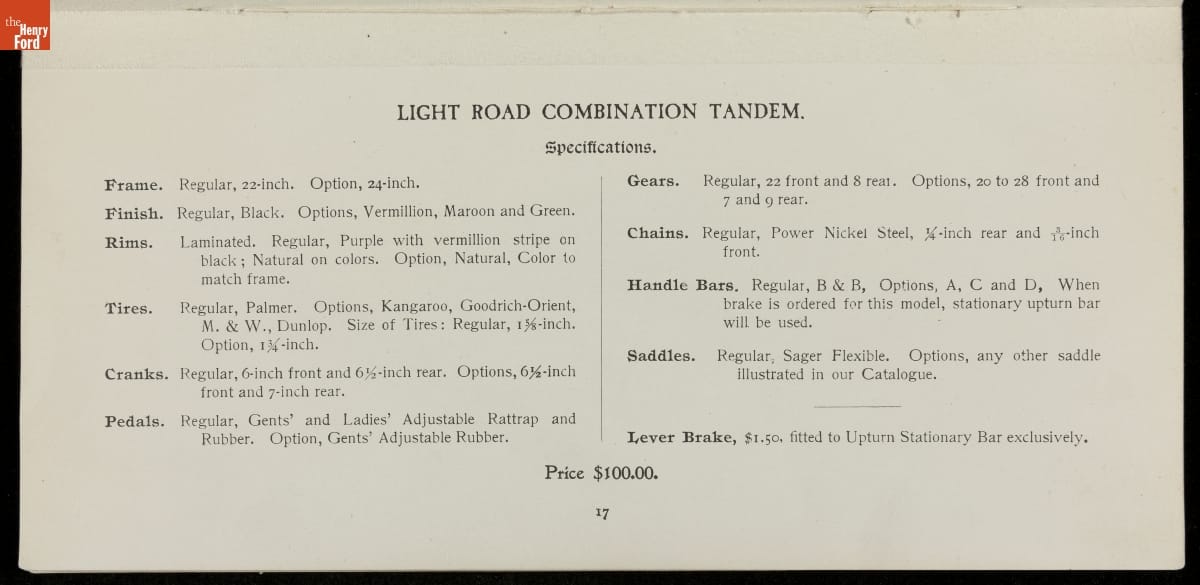 the
Henry
Ford
LIGHT ROAD COMBINATION TANDEM.
Specifications.
Frame. Regular, 22-inch. Option, 24-inch.
Finish. Regular, Black. Options, Vermillion, Maroon and Green.
Rims. Laminated. Regular, Purple with vermillion stripe on
black; Natural on colors. Option, Natural, Color to
match frame.
Tires. Regular, Palmer. Options, Kangaroo, Goodrich-Orient,
M. & W., Dunlop. Size of Tires: Regular, 1⅝-inch.
Option, 1¾-inch.
Cranks. Regular, 6-inch front and 6½-inch rear. Options, 6½-inch
front and 7-inch rear.
Pedals. Regular, Gents' and Ladies' Adjustable Rattrap and
Rubber. Option, Gents' Adjustable Rubber.
Gears. Regular, 22 front and 8 rear. Options, 20 to 28 front and
7 and 9 rear.
Chains. Regular, Power Nickel Steel, ¼-inch rear and 3/16-inch
front.
Handle Bars. Regular, B & B, Options, A, C and D, When
brake is ordered for this model, stationary upturn bar
will be used.
Saddles. Regular, Sager Flexible. Options, any other saddle
illustrated in our Catalogue.
Lever Brake, $1.50, fitted to Upturn Stationary Bar exclusively.
Price $100.00.
17